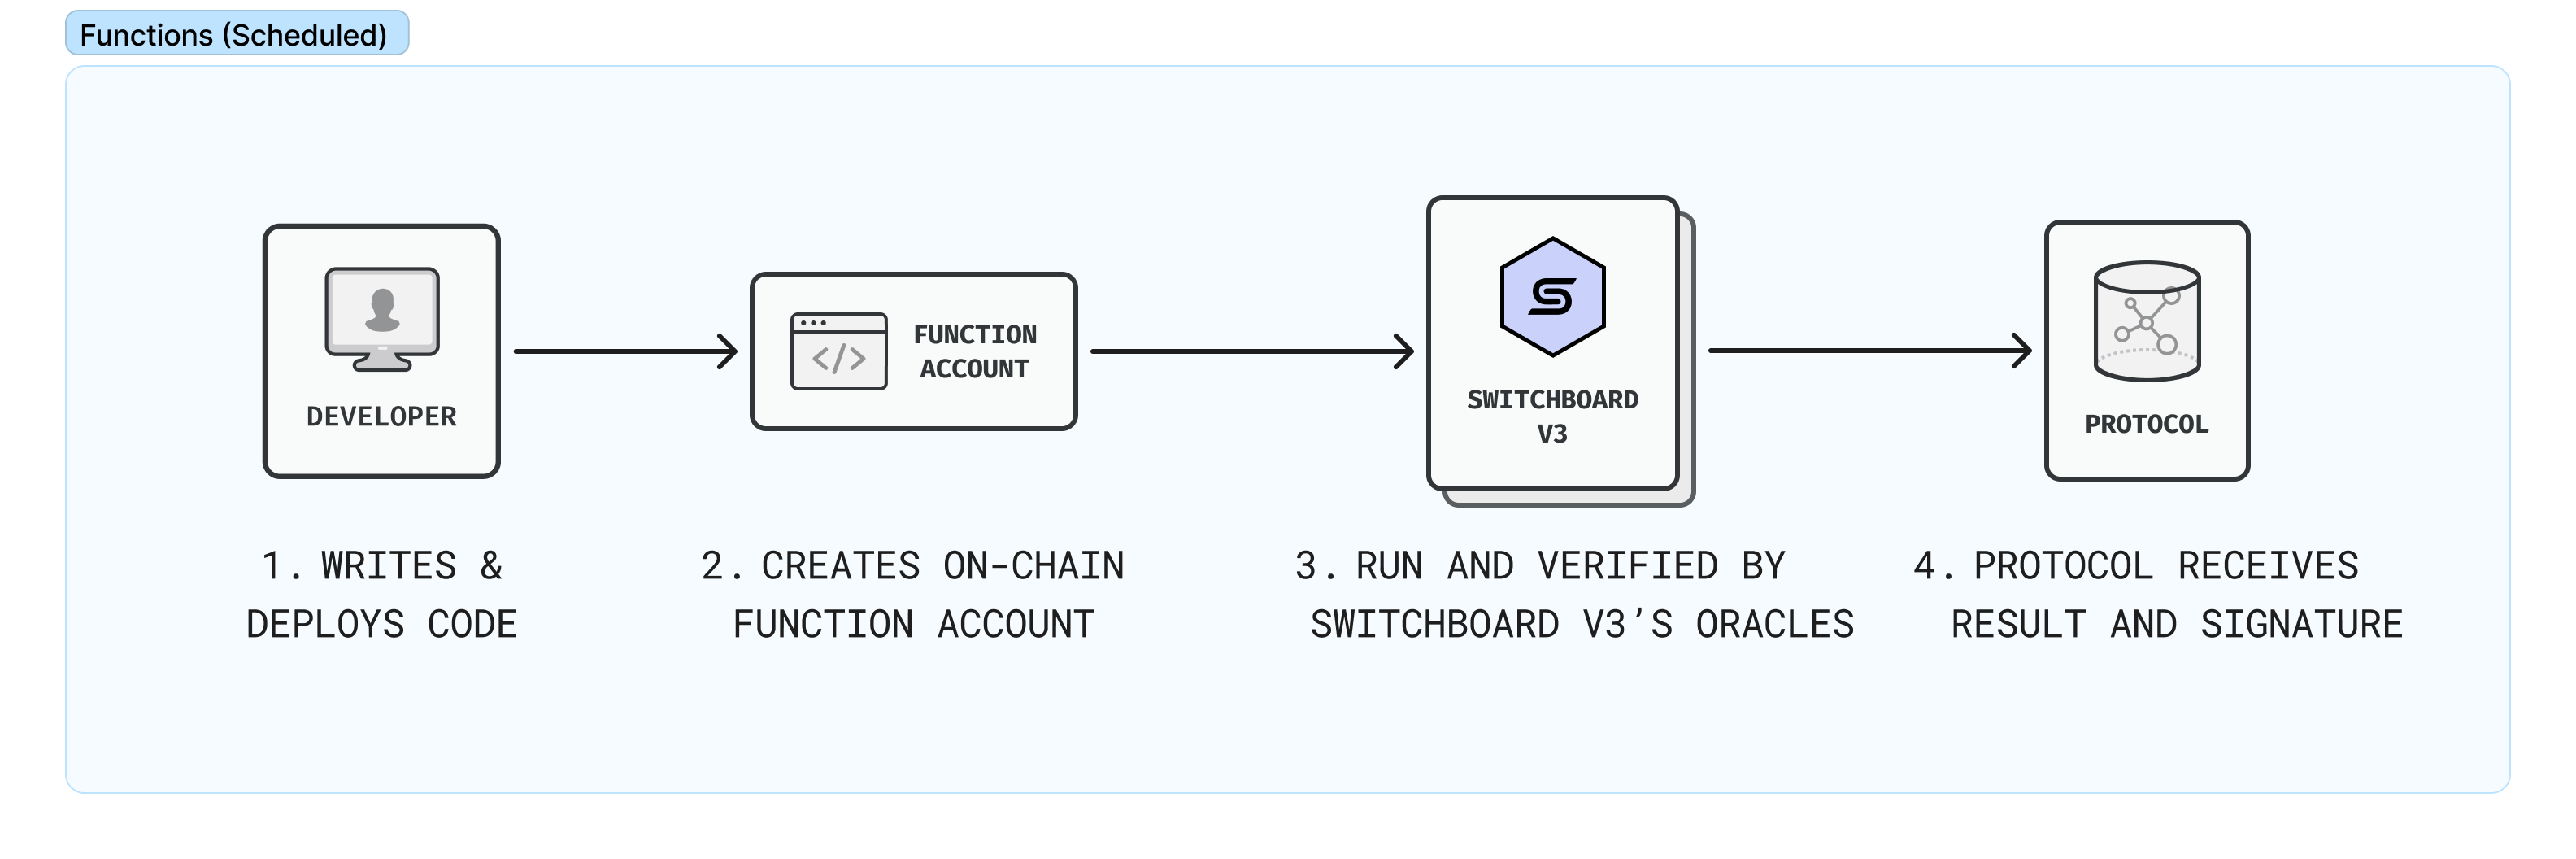 Functions (Scheduled)
DEVELOPER
FUNCTION
ACCOUNT
SWITCHBOARD
V3
PROTOCOL
1. WRITES &
DEPLOYS CODE
2. CREATES ON-CHAIN
FUNCTION ACCOUNT
3. RUN AND VERIFIED BY
SWITCHBOARD V3’S ORACLES
4. PROTOCOL RECEIVES
RESULT AND SIGNATURE